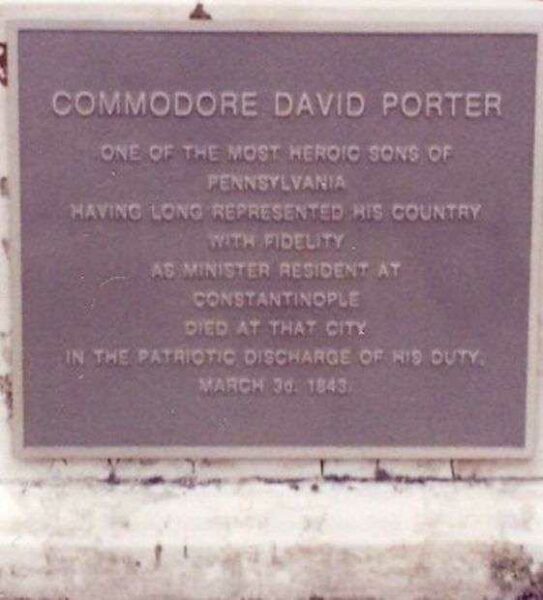 COMMODORE DAVID PORTER
ONE OF THE MOST HEROIC SONS OF
PENNSYLVANIA
HAVING LONG REPRESENTED HIS COUNTRY
WITH FIDELITY
AS MINISTER RESIDENT AT
CONSTANTINOPLE
DIED AT THAT CITY
IN THE PATRIOTIC DISCHARGE OF HIS DUTY,
MARCH 3d. 1843.